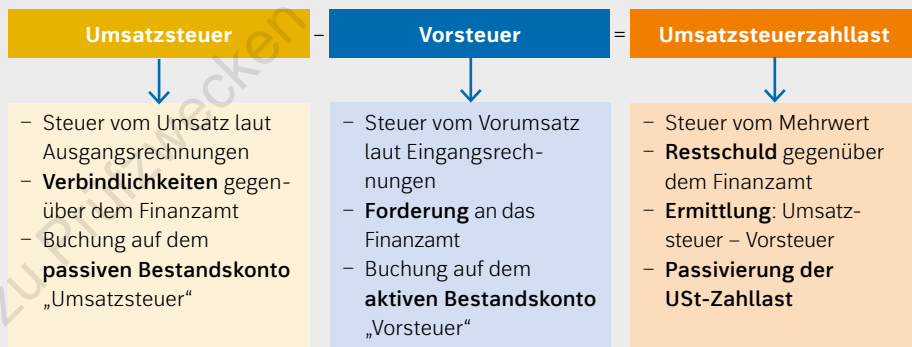 Umsatzsteuer – Vorsteuer = Umsatzsteuerzahllast
– Steuer vom Umsatz laut
Ausgangsrechnungen
– Verbindlichkeiten gegen-
über dem Finanzamt
– Buchung auf dem
passiven Bestandskonto
„Umsatzsteuer“
– Steuer vom Vorumsatz
laut Eingangsrech-
nungen
– Forderung an das
Finanzamt
– Buchung auf dem
aktiven Bestandskonto
„Vorsteuer“
– Steuer vom Mehrwert
– Restschuld gegenüber
dem Finanzamt
– Ermittlung: Umsatz-
steuer – Vorsteuer
– Passivierung der
USt-Zahllast
zu Prüfzwecken